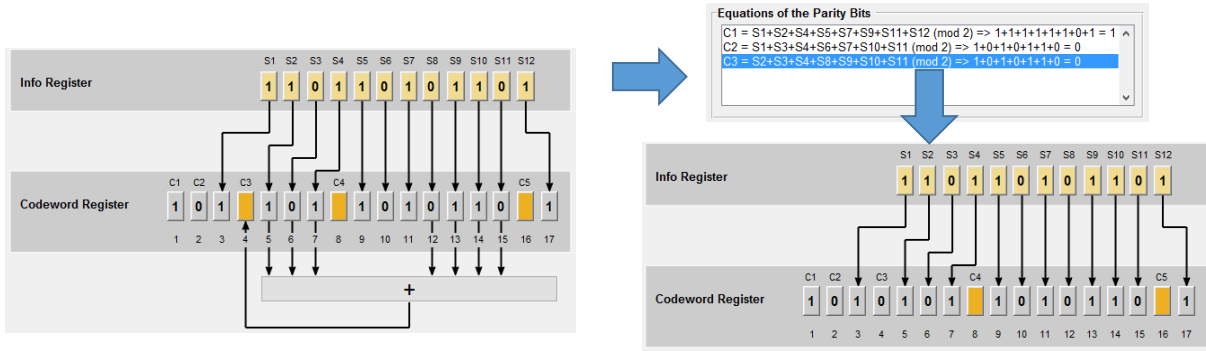 S1 S2 S3 S4 S5 S6 S7 S8 S9 S10 S11 S12
Info Register 1 1 0 1 1 0 1 0 1 1 0 1
C1 C2 C3 C4 C5
Codeword Register 1 0 1 1 0 1 1 0 1 0 1 1 0 1
1 2 3 4 5 6 7 8 9 10 11 12 13 14 15 16 17
+
Equations of the Parity Bits
C1 = S1+S2+S4+S5+S7+S9+S11+S12 (mod 2) => 1+1+1+1+1+1+0+1 = 1
C2 = S1+S3+S4+S6+S7+S10+S11 (mod 2) => 1+0+1+0+1+1+0 = 0
C3 = S2+S3+S4+S8+S9+S10+S11 (mod 2) => 1+0+1+0+1+1+0 = 0
S1 S2 S3 S4 S5 S6 S7 S8 S9 S10 S11 S12
Info Register 1 1 0 1 1 0 1 0 1 1 0 1
C1 C2 C3 C4 C5
Codeword Register 1 0 1 0 1 0 1 1 0 1 0 1 1 0 1
1 2 3 4 5 6 7 8 9 10 11 12 13 14 15 16 17